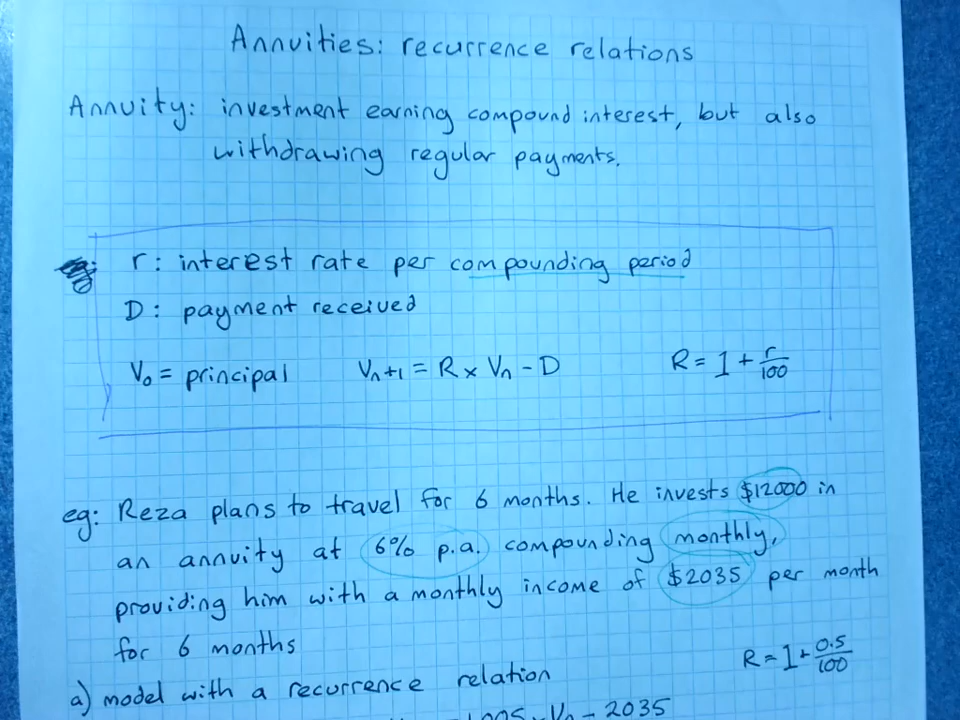 Annuities: recurrence relations
Annuity: investment earning compound interest, but also
withdrawing regular payments.
r: interest rate per compounding period
D: payment received
V₀ = principal Vₙ₊₁ = R × Vₙ - D R = 1 + r/100
eg: Reza plans to travel for 6 months. He invests $12000 in
an annuity at 6% p.a. compounding monthly,
providing him with a monthly income of $2035 per month
for 6 months
R = 1 + 0.5/100
a) model with a recurrence relation
- 2035